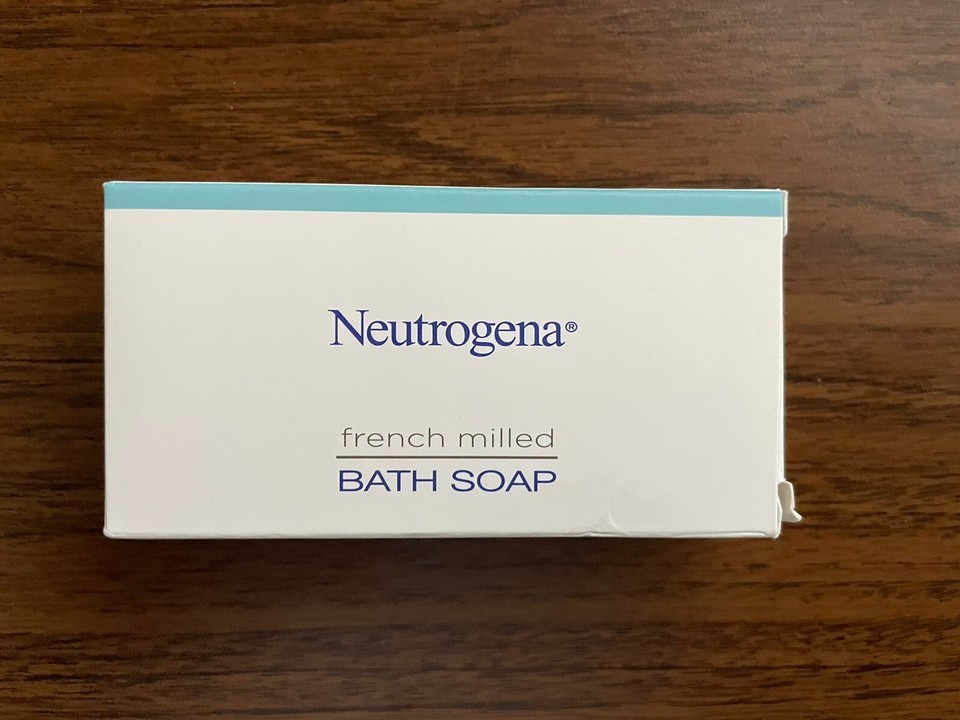 Neutrogena®
french milled
BATH SOAP